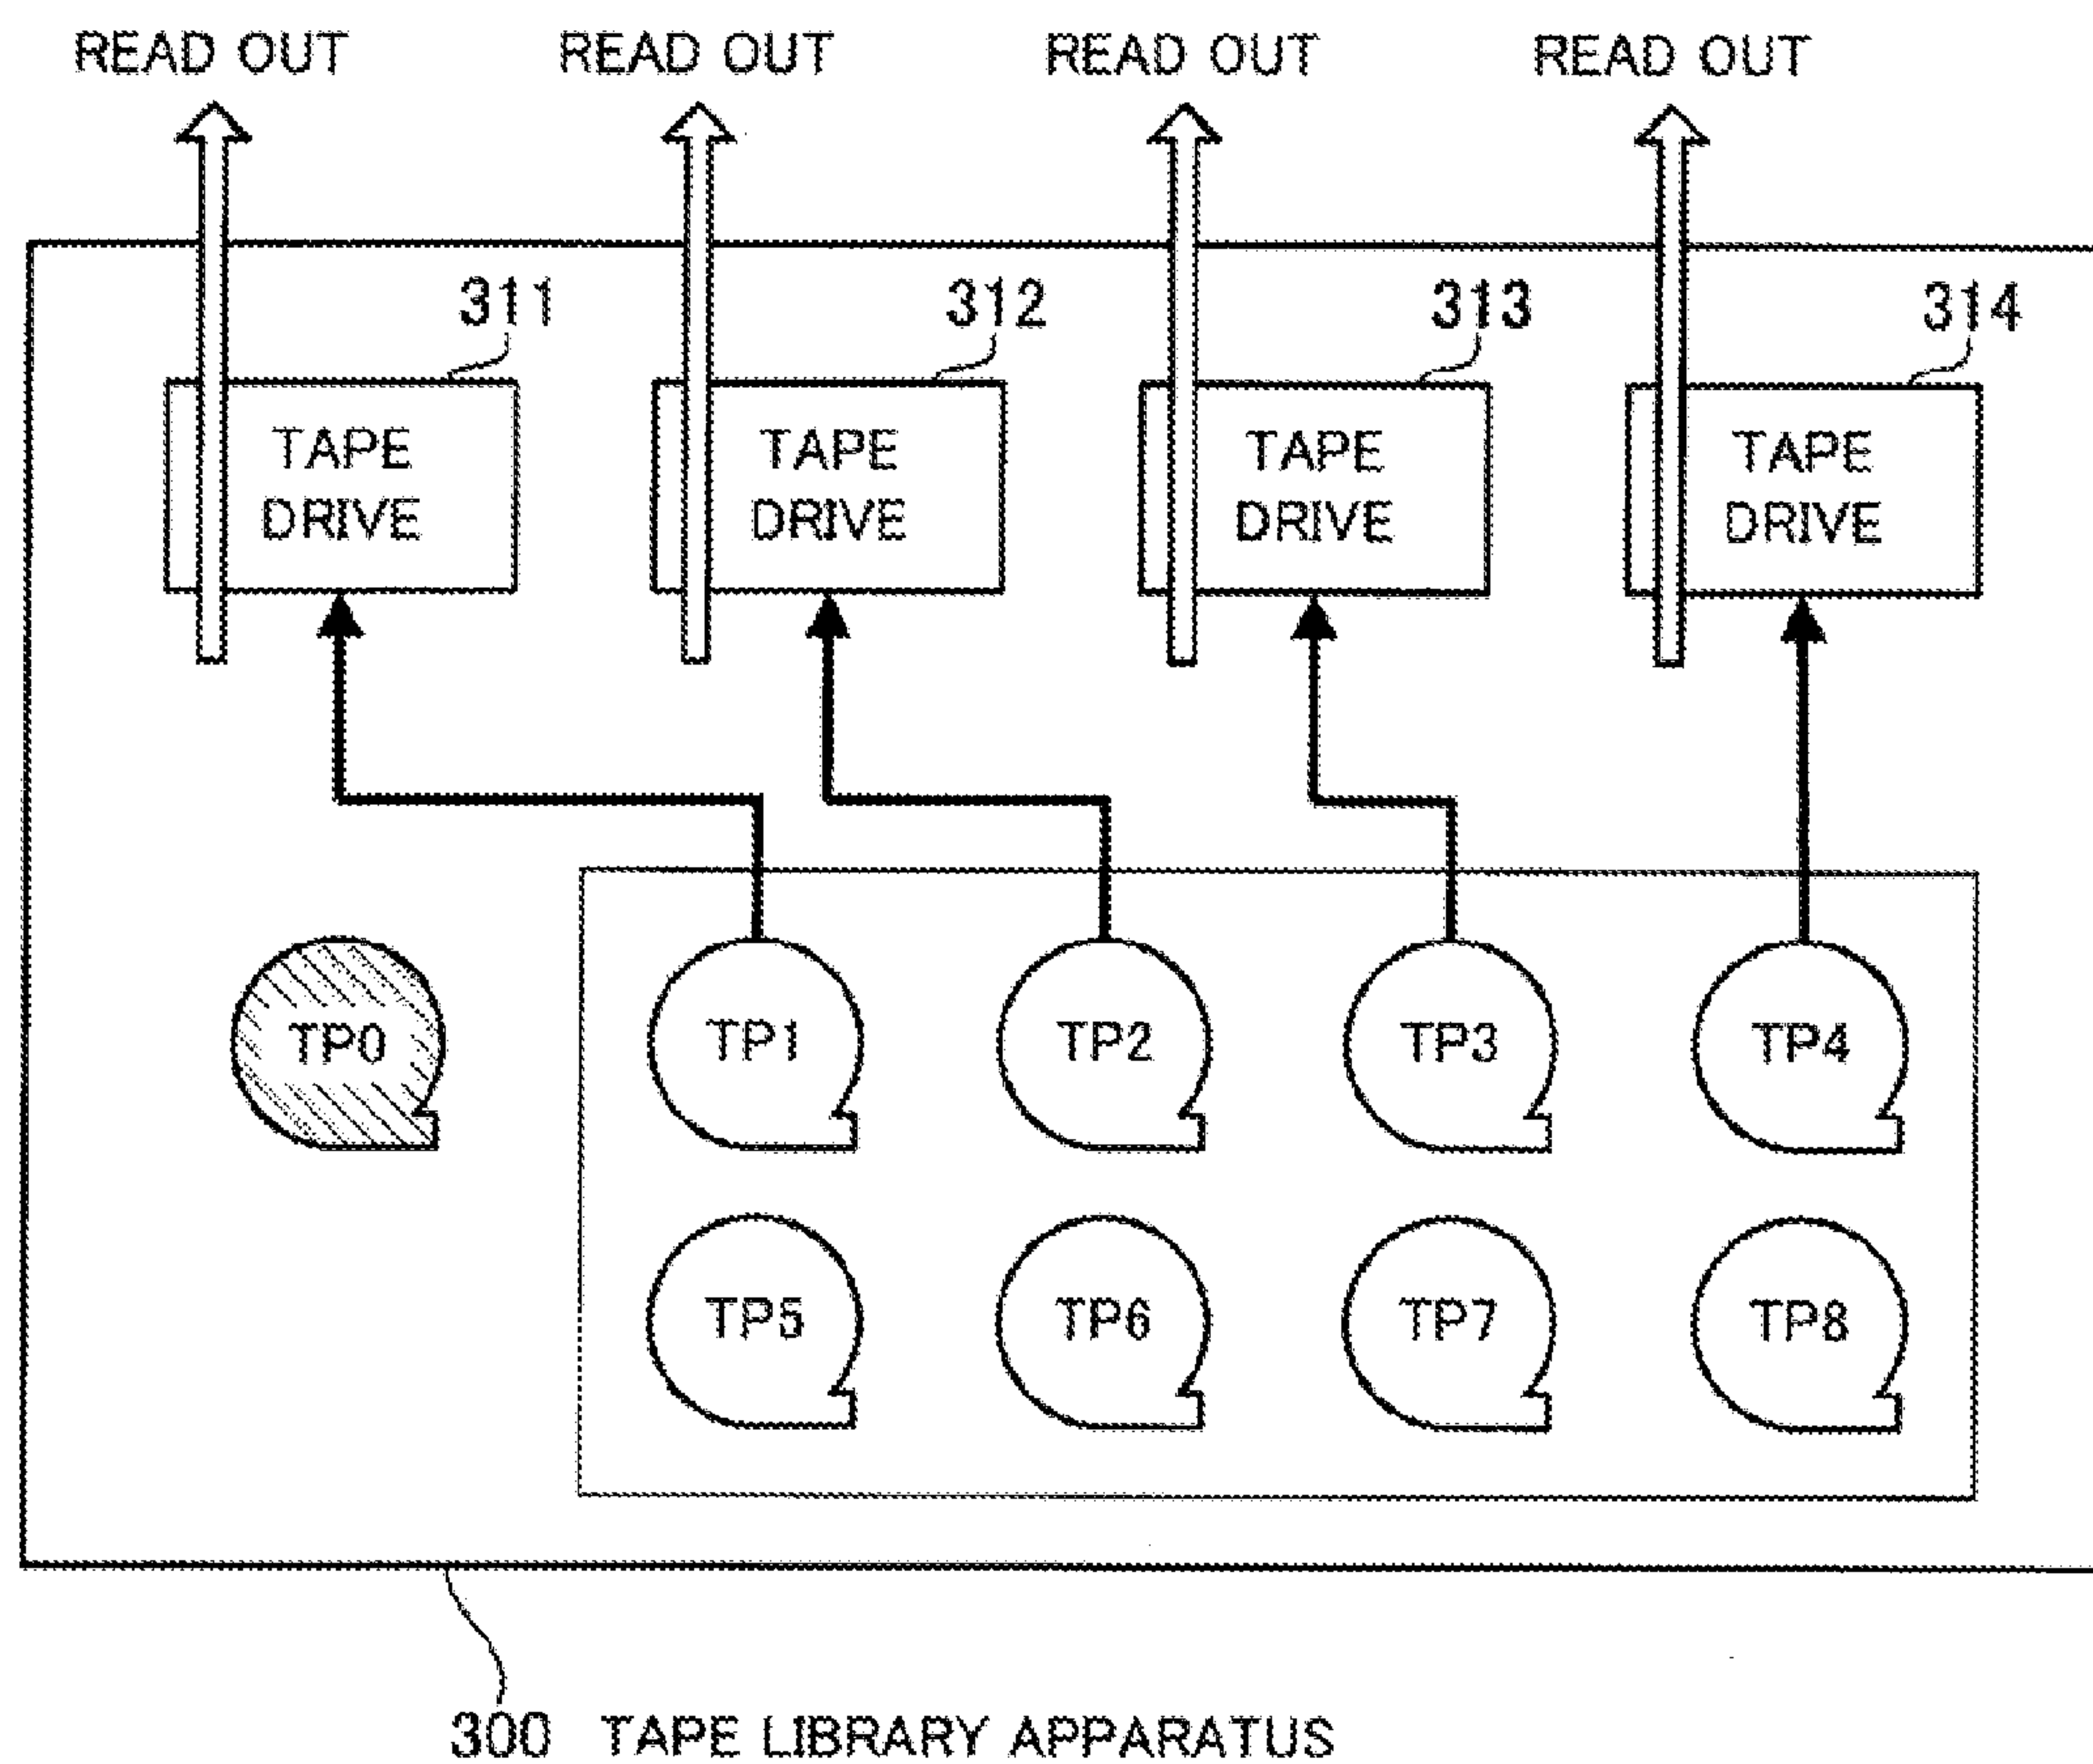 READ OUT READ OUT READ OUT READ OUT
311 312 313 314
TAPE DRIVE
TAPE DRIVE
TAPE DRIVE
TAPE DRIVE
TP0 TP1 TP2 TP3 TP4
TP5 TP6 TP7 TP8
300 TAPE LIBRARY APPARATUS